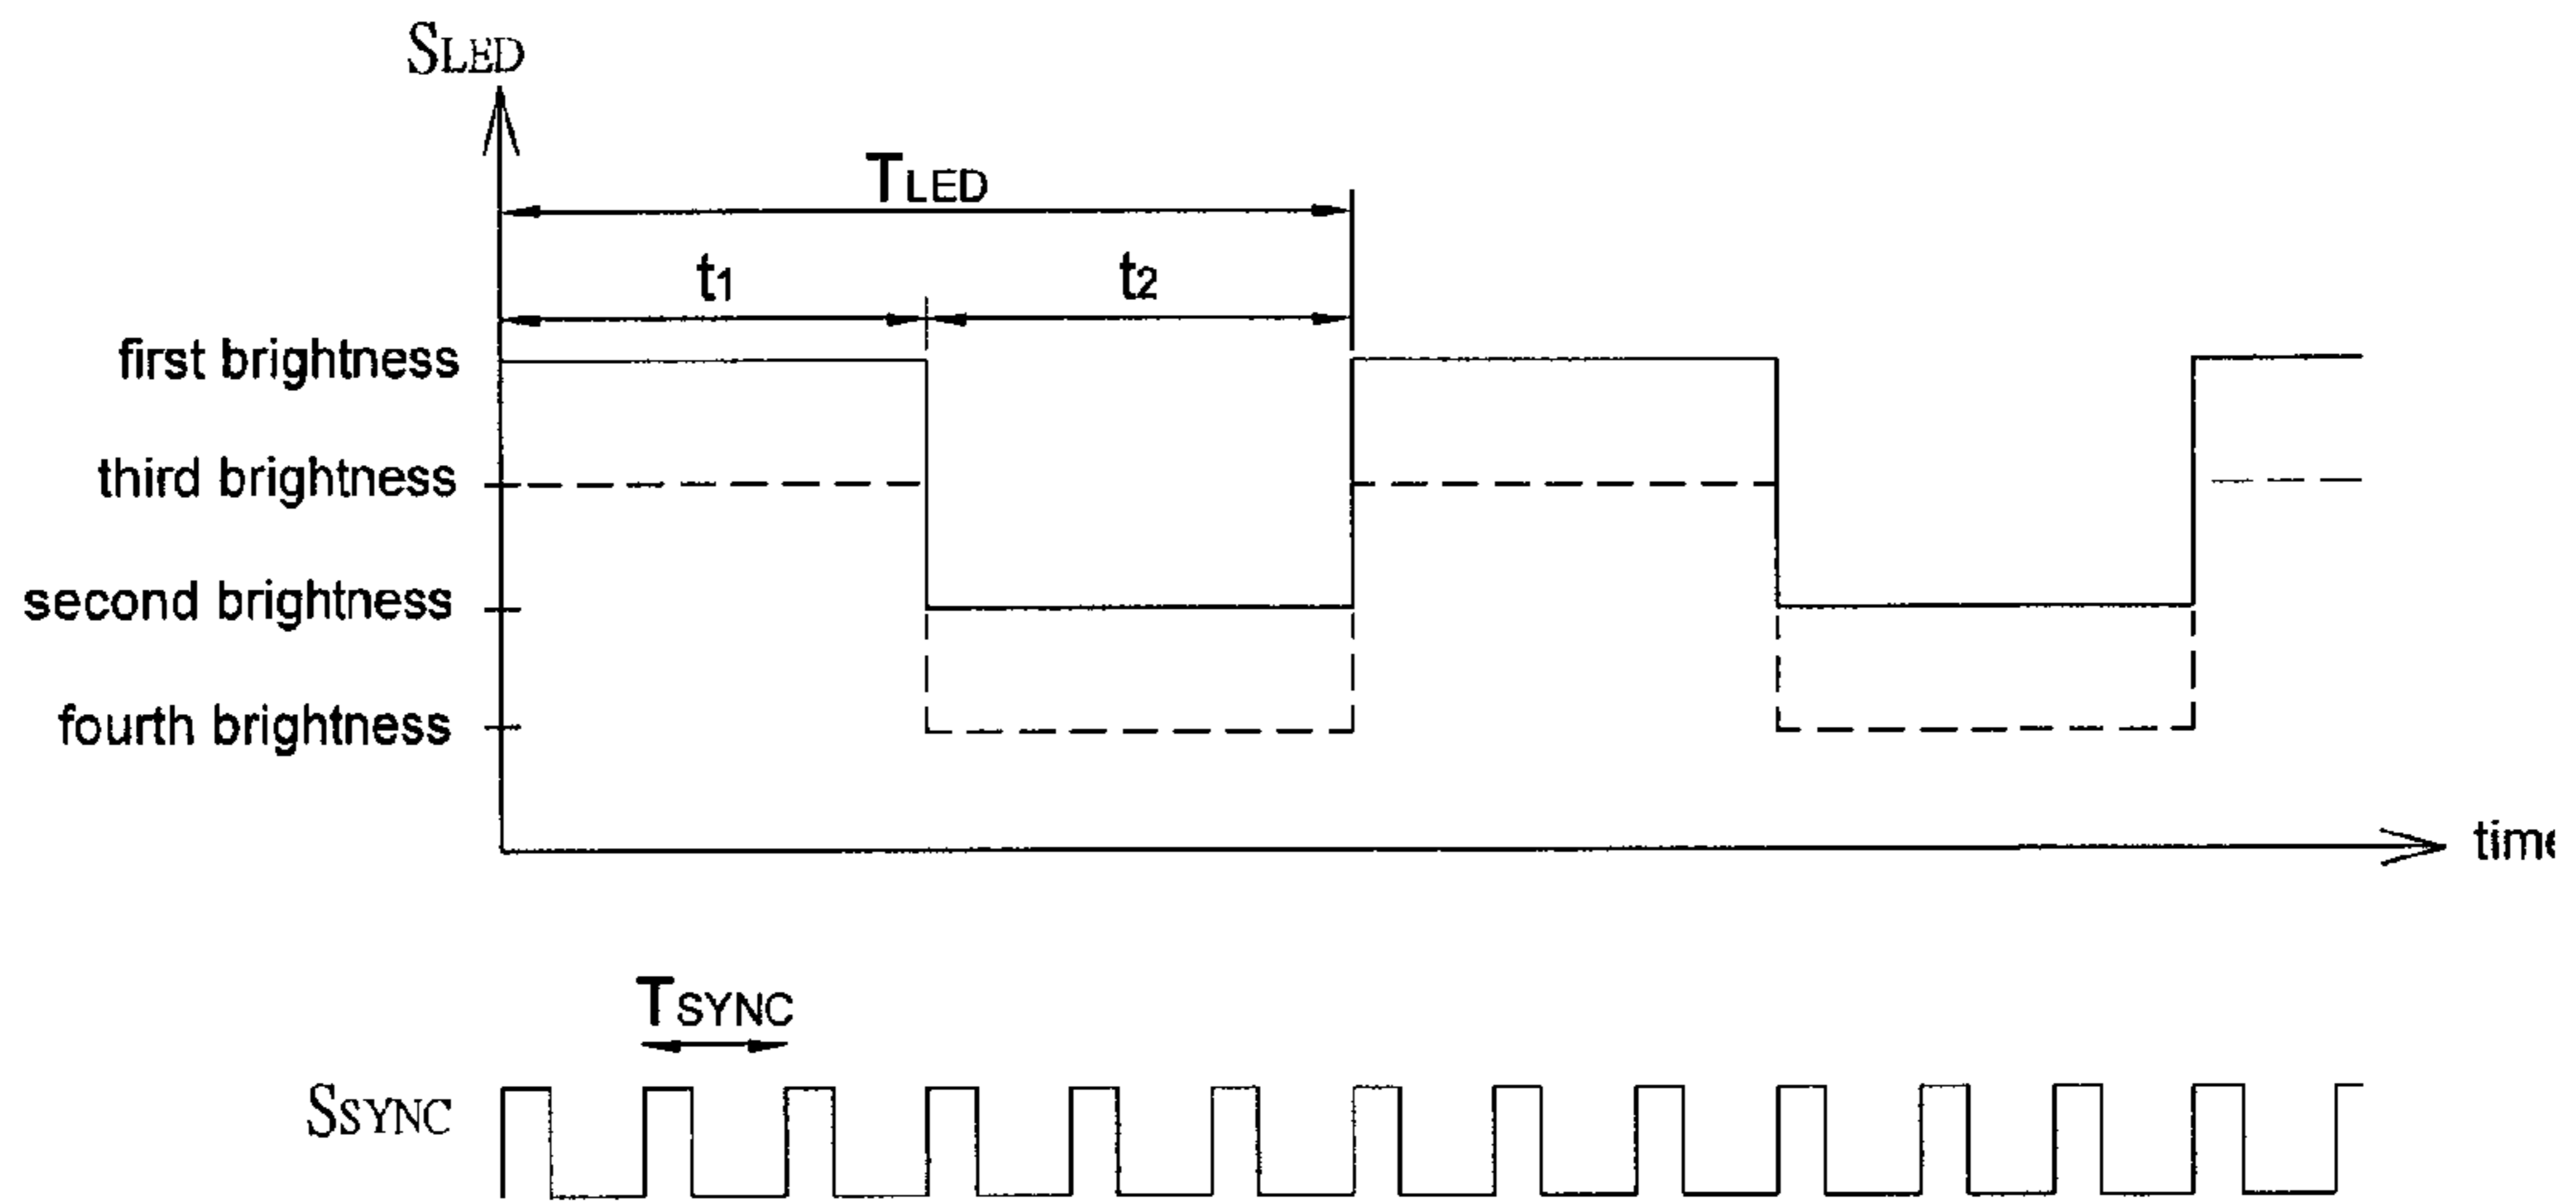 SLED
TLED
t1
t2
first brightness
third brightness
second brightness
fourth brightness
TSYNC
SSYNC